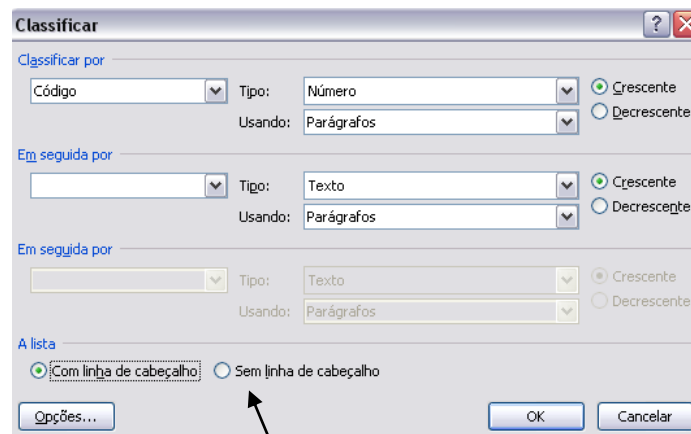 Classificar
Classificar por
Código Tipo: Número Crescente
Usando: Parágrafos Decrescente
Em seguida por
Tipo: Texto Crescente
Usando: Parágrafos Decrescente
Em seguida por
Tipo: Texto Crescente
Usando: Parágrafos Decrescente
A lista
Com linha de cabeçalho Sem linha de cabeçalho
Opções... OK Cancelar